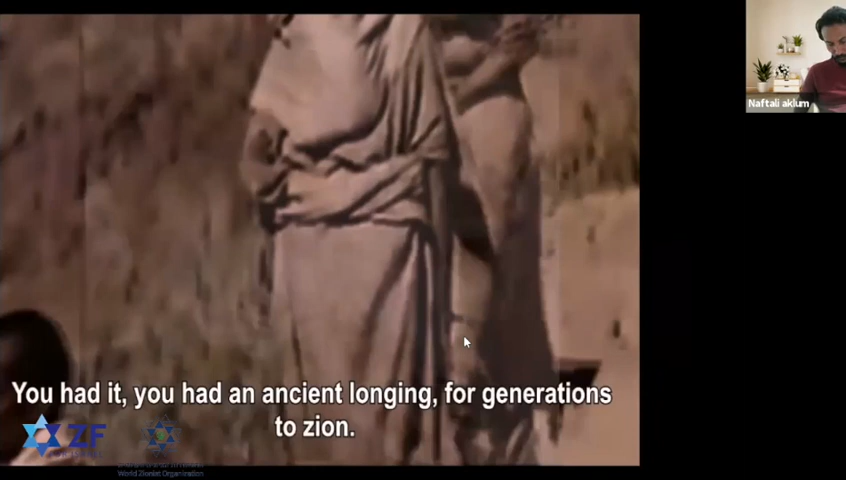 Naftali aklum
You had it, you had an ancient longing, for generations
to zion.
ZF
World Zionist Organization